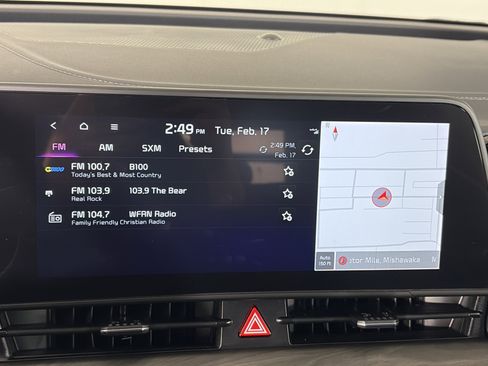 2:49 PM Tue, Feb. 17
FM AM SXM Presets
2:49 PM,
Feb. 17
FM 100.7 B100
Today's Best & Most Country
FM 103.9 103.9 The Bear
Real Rock
FM 104.7 WFRN Radio
Family Friendly Christian Radio
Auto
150 ft
tor Mile, Mishawaka